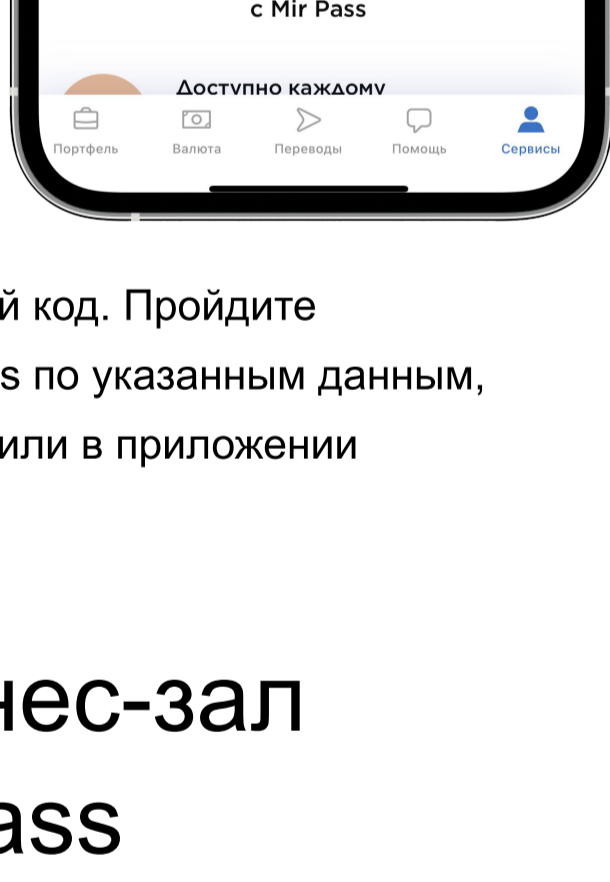 с Mir Pass
Доступно каждому
Портфель Валюта Переводы Помощь Сервисы
й код. Пройдите
s по указанным данным,
или в приложении
нес-зал
ass